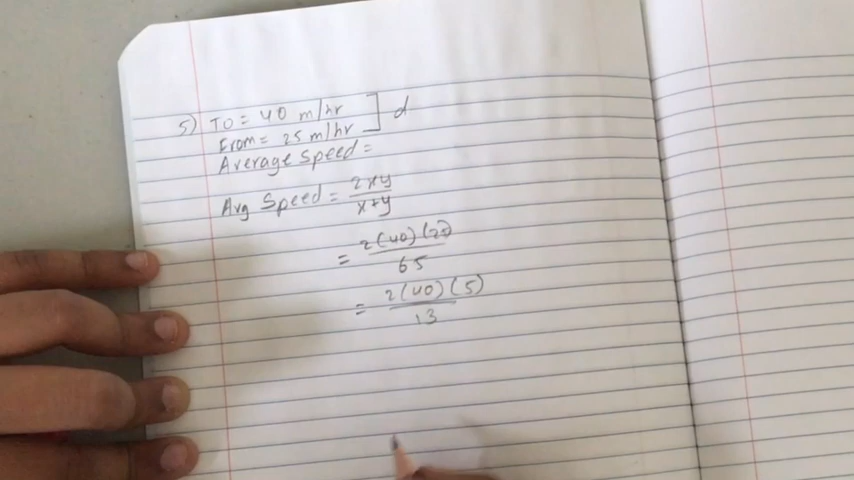 5) TO = 40 m/hr ] d
From = 25 m/hr
Average Speed =
Avg Speed = 2xy / x+y
= 2(40)(25) / 65
= 2(40)(5) / 13